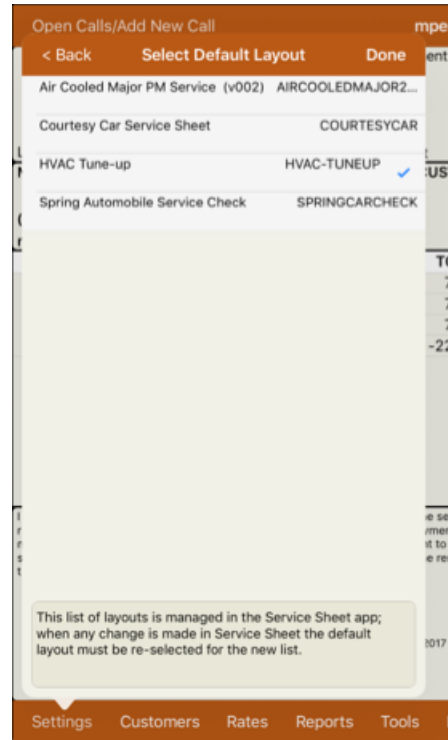 Open Calls/Add New Call
< Back Select Default Layout Done
Air Cooled Major PM Service (v002) AIRCOOLEDMAJOR2...
Courtesy Car Service Sheet COURTESYCAR
HVAC Tune-up HVAC-TUNEUP ✓
Spring Automobile Service Check SPRINGCARCHECK
-22
This list of layouts is managed in the Service Sheet app;
when any change is made in Service Sheet the default
layout must be re-selected for the new list.
2017
Settings Customers Rates Reports Tools